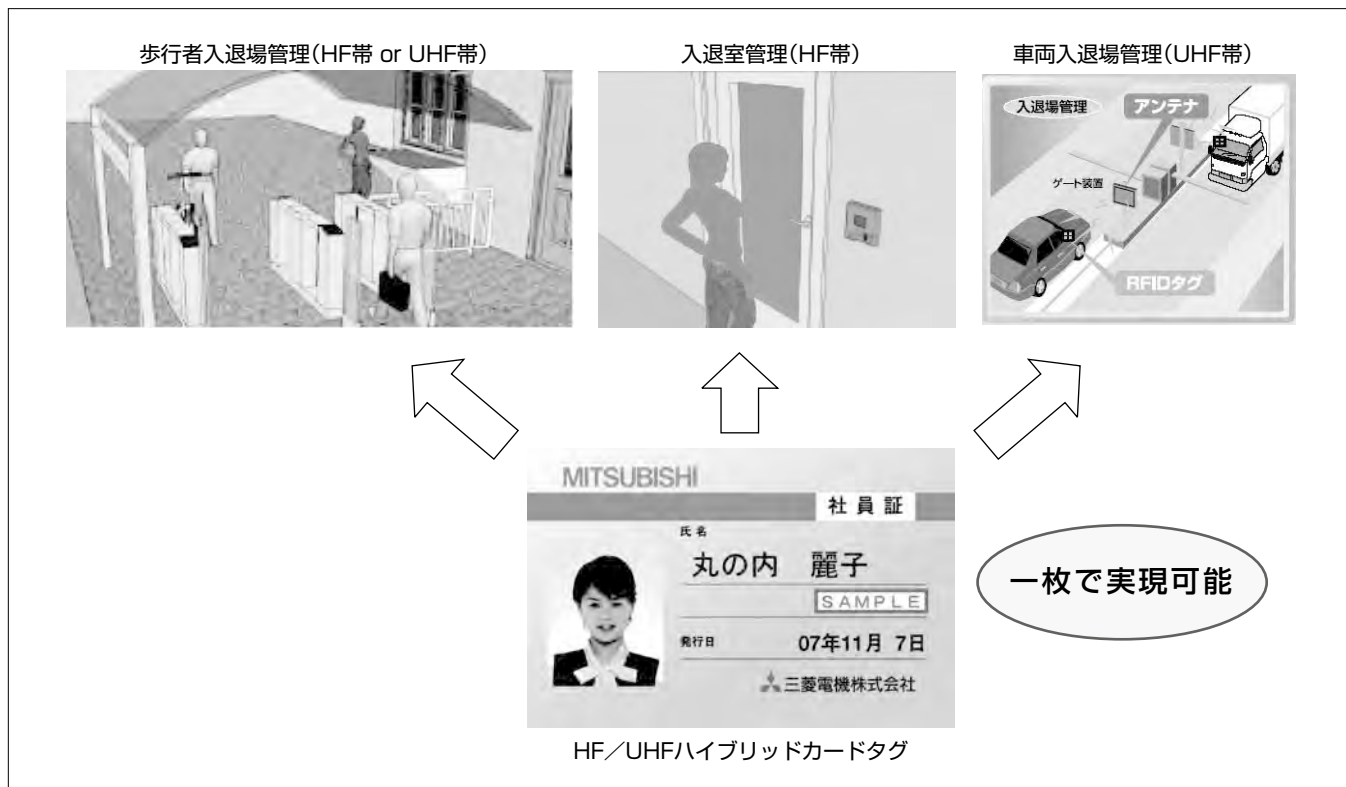 歩行者入退場管理(HF帯 or UHF帯)
入退室管理(HF帯)
車両入退場管理(UHF帯)
入退場管理
アンテナ
ゲート装置
RFIDタグ
MITSUBISHI
社員証
氏名
丸の内 麗子
SAMPLE
発行日 07年11月 7日
三菱電機株式会社
一枚で実現可能
HF/UHFハイブリッドカードタグ